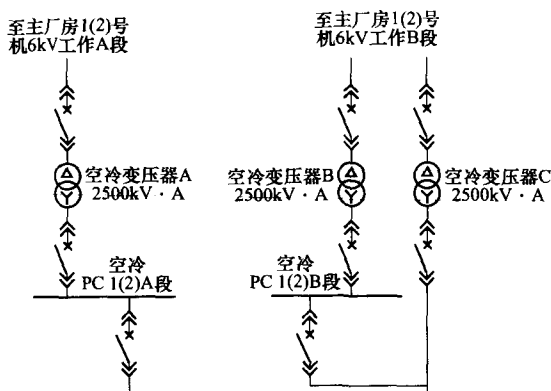 至主厂房1(2)号
机6kV工作A段
至主厂房1(2)号
机6kV工作B段
空冷变压器A
2500kV·A
空冷变压器B
2500kV·A
空冷变压器C
2500kV·A
空冷
PC 1(2)A段
空冷
PC 1(2)B段